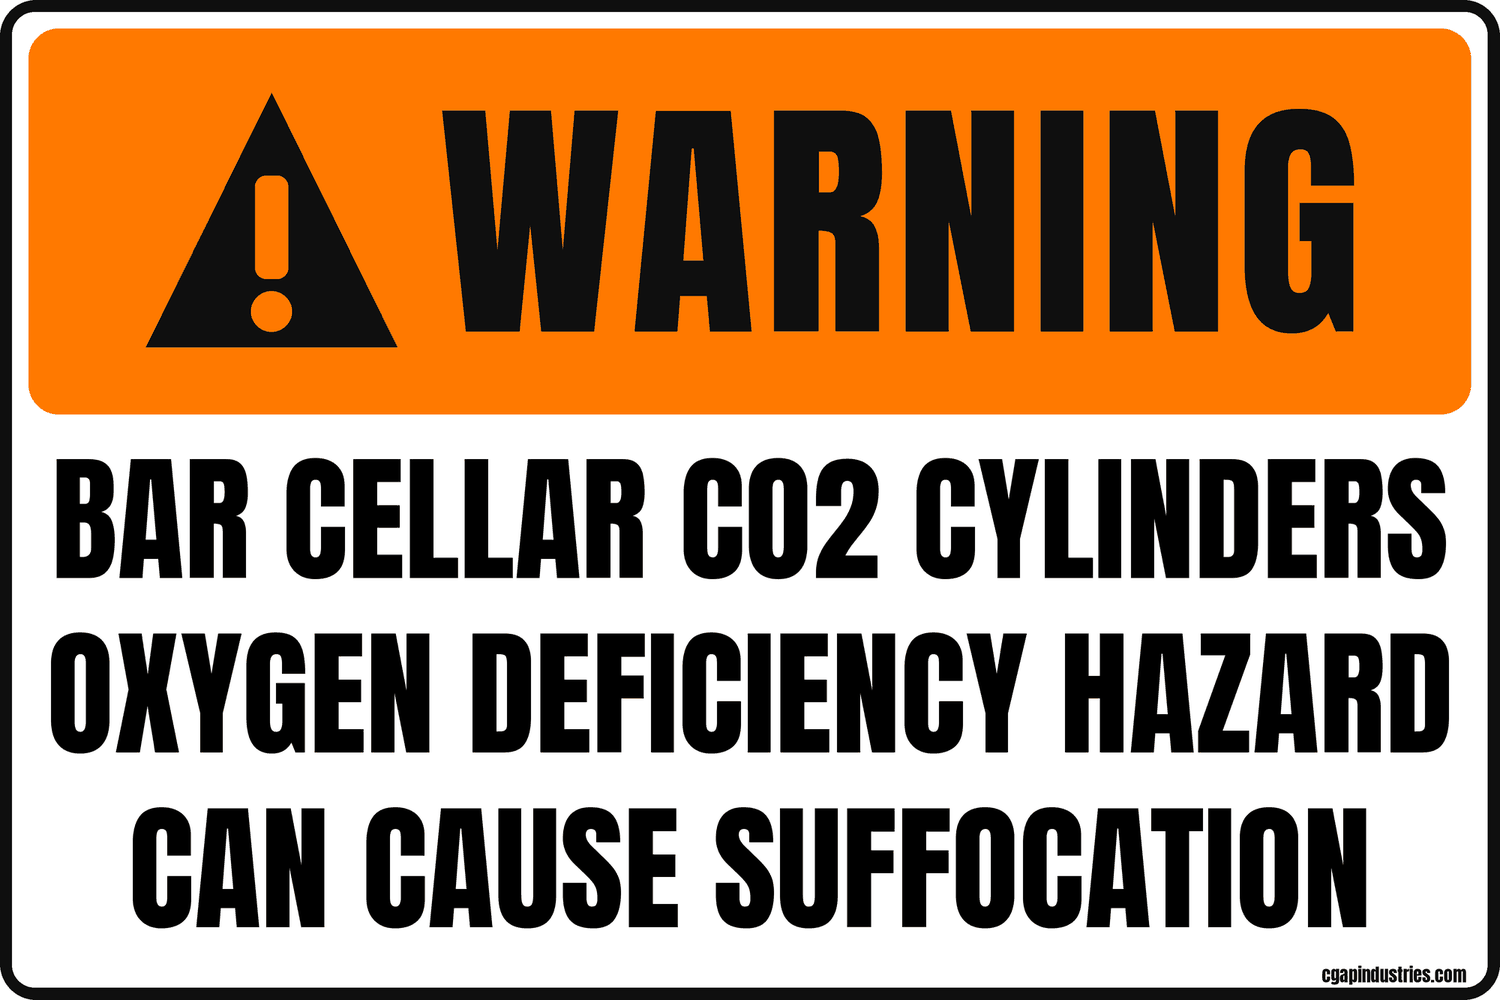 WARNING
BAR CELLAR CO2 CYLINDERS
OXYGEN DEFICIENCY HAZARD
CAN CAUSE SUFFOCATION
cgapindustries.com